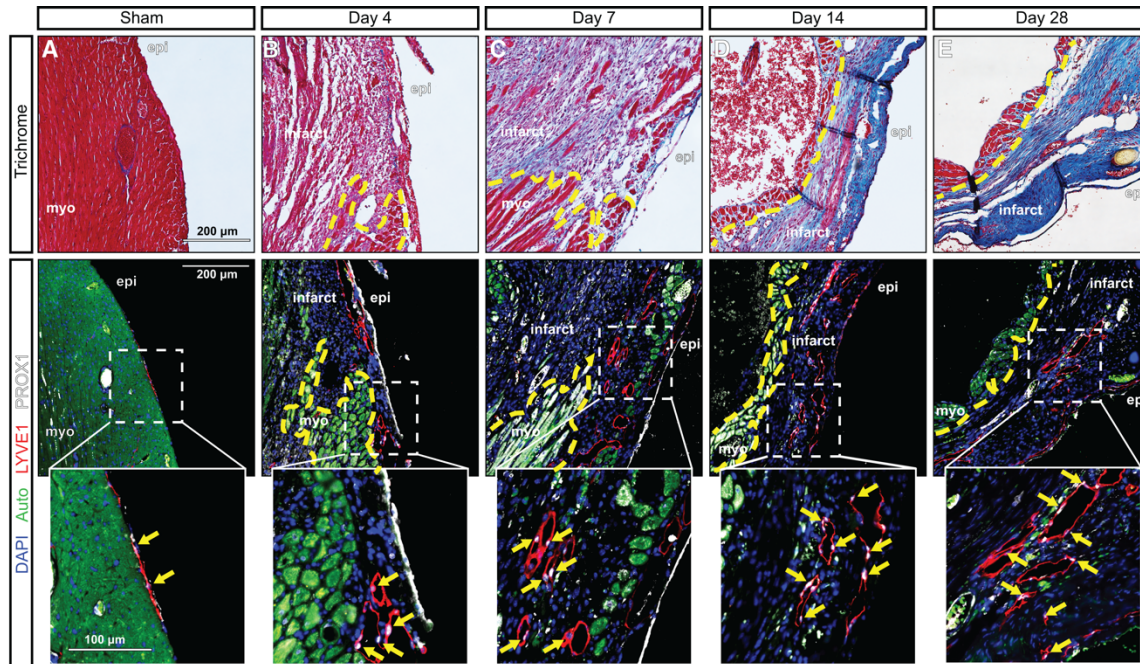 Sham
Day 4
Day 7
Day 14
Day 28
Trichrome
A
epi
myo
200 µm
B
epi
infarct
C
infarct
epi
myo
D
epi
infarct
E
infarct
ep
DAPI Auto LYVE1 PROX1
200 µm
epi
myo
infarct
epi
myo
infarct
epi
myo
epi
infarct
myo
infarct
myo
epi
100 µm